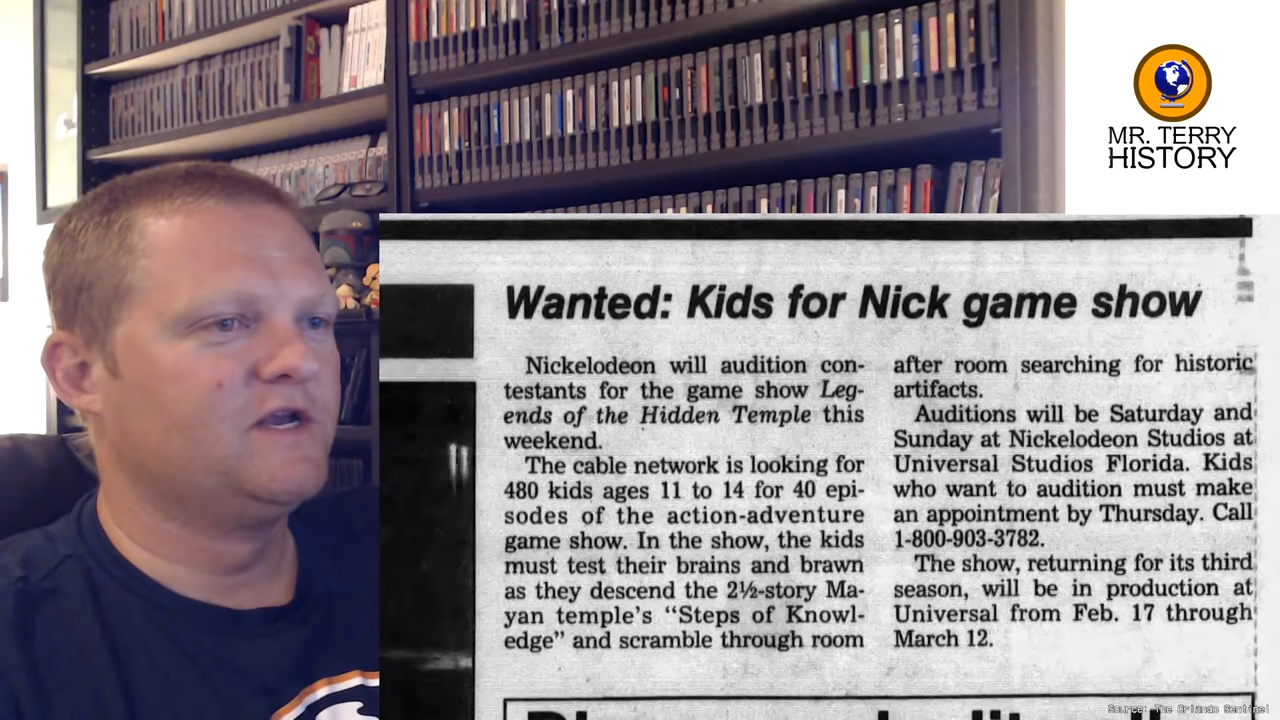 MR. TERRY
HISTORY
Wanted: Kids for Nick game show
Nickelodeon will audition con-
testants for the game show Leg-
ends of the Hidden Temple this
weekend.
The cable network is looking for
480 kids ages 11 to 14 for 40 epi-
sodes of the action-adventure
game show. In the show, the kids
must test their brains and brawn
as they descend the 2½-story Ma-
yan temple's "Steps of Knowl-
edge" and scramble through room
after room searching for historic
artifacts.
Auditions will be Saturday and
Sunday at Nickelodeon Studios at
Universal Studios Florida. Kids
who want to audition must make
an appointment by Thursday. Call
1-800-903-3782.
The show, returning for its third
season, will be in production at
Universal from Feb. 17 through
March 12.
Source: The Orlando Sentinel